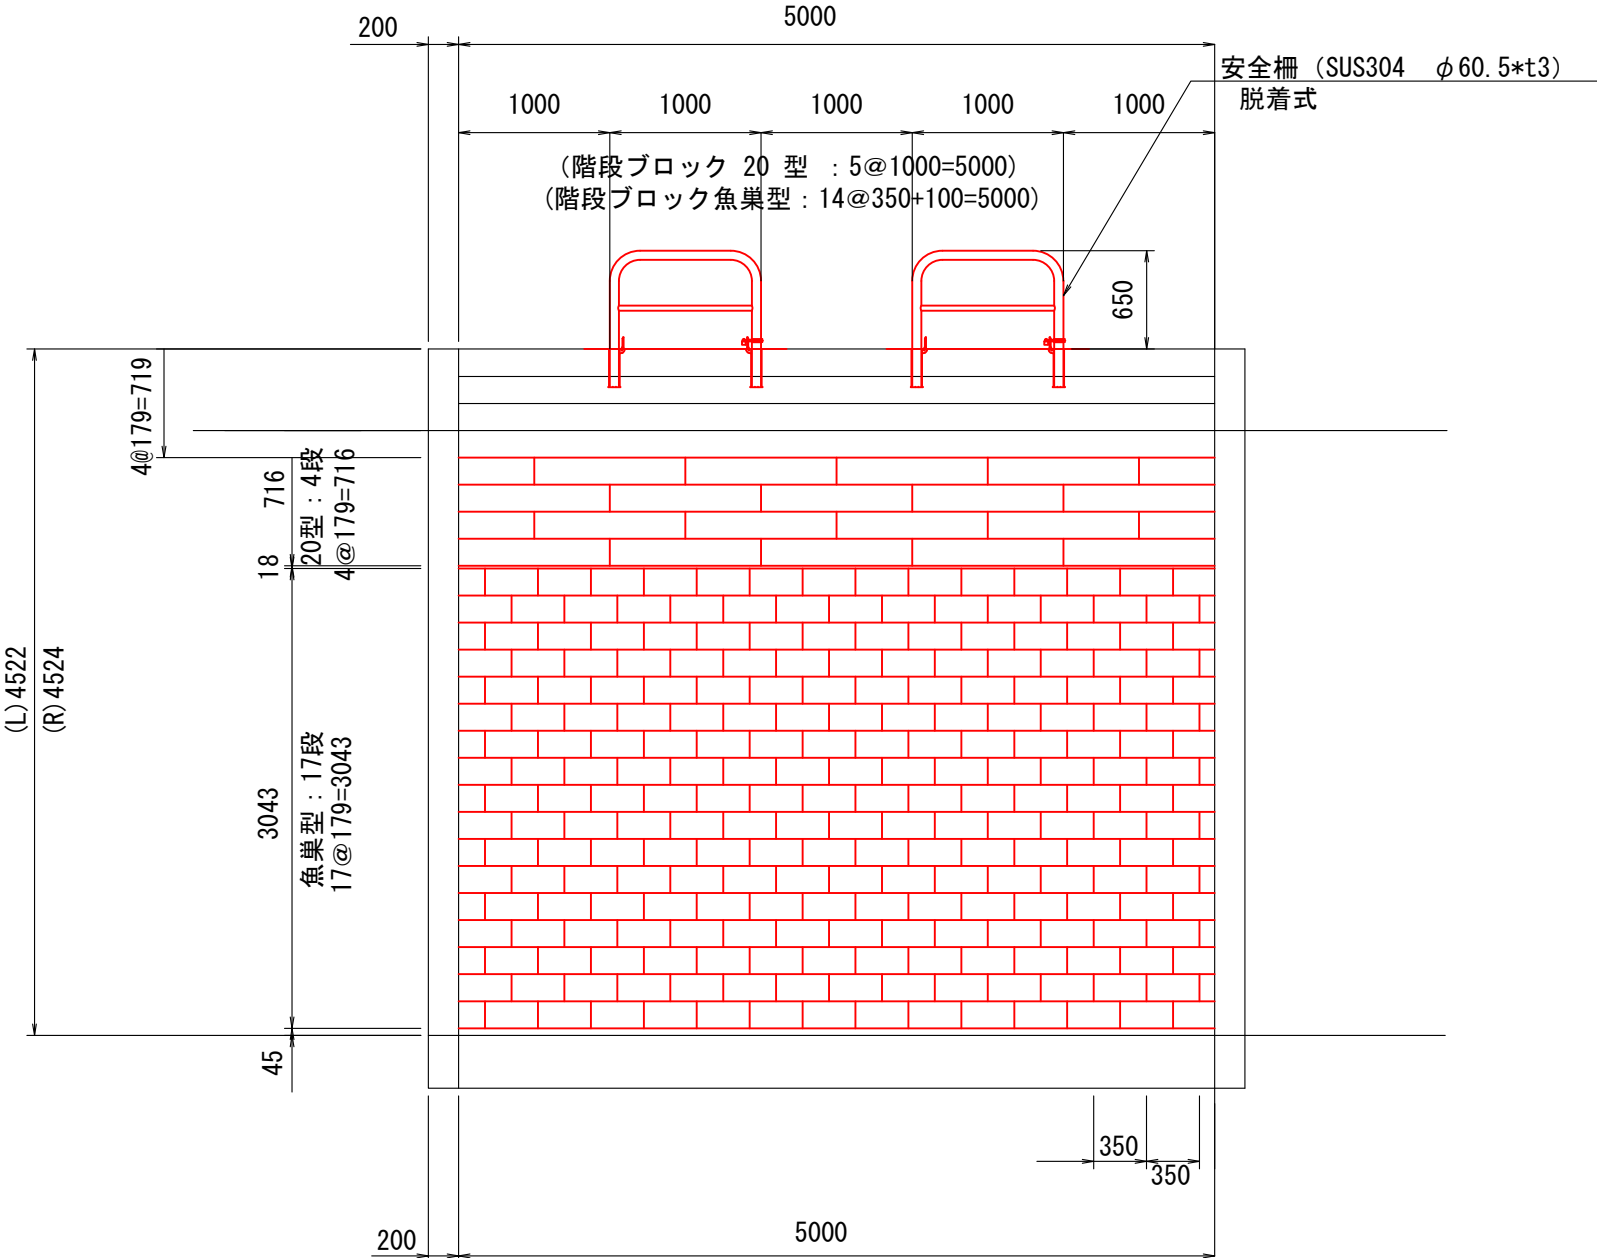 5000
200
安全柵（SUS304　φ60.5*t3）
脱着式
1000
1000
1000
1000
1000
（階段ブロック 20 型 ：5@1000=5000）
（階段ブロック魚巣型：14@350+100=5000）
650
4@179=719
716
20型：4段
4@179=716
18
(L)4522
(R)4524
3043
魚巣型：17段
17@179=3043
45
350
350
200
5000